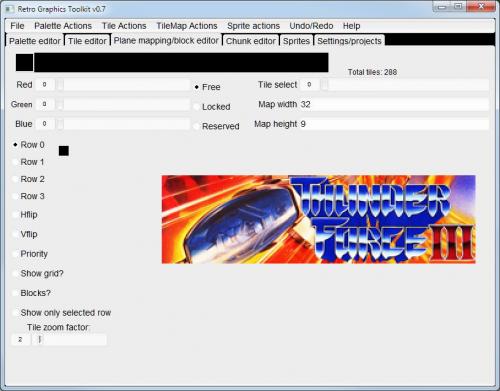 Retro Graphics Toolkit v0.7
File Palette Actions Tile Actions TileMap Actions Sprite actions Undo/Redo Help
Palette editor Tile editor Plane mapping/block editor Chunk editor Sprites Settings/projects
Total tiles: 288
Red 0 Free Tile select 0
Green 0 Locked Map width 32
Blue 0 Reserved Map height 9
Row 0
Row 1
Row 2
Row 3
Hflip
Vflip
Priority
Show grid?
Blocks?
Show only selected row
Tile zoom factor:
2
THUNDER
FORCE III